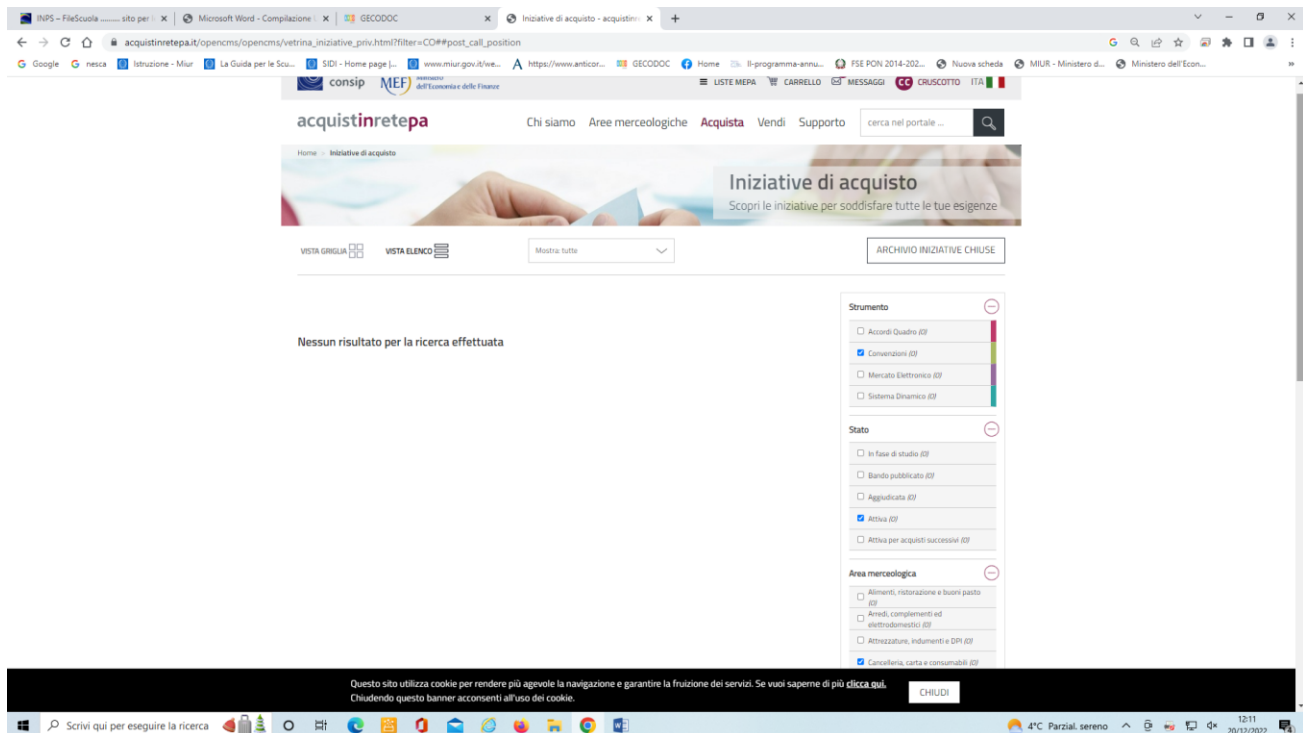 INPS – FileScuola ......... sito per i
Microsoft Word - Compilazione
GECODOC
Iniziative di acquisto - acquistinre
acquistinretepa.it/opencms/opencms/vetrina_iniziative_priv.html?filter=CO##post_call_position
Google
nesca
Istruzione - Miur
La Guida per le Scu...
SIDI - Home page |...
www.miur.gov.it/we...
https://www.anticor...
GECODOC
Home
Il-programma-annu...
FSE PON 2014-202...
Nuova scheda
MIUR - Ministero d...
Ministero dell'Econ...
consip
MEF
dell'Economia e delle Finanze
LISTE MEPA
CARRELLO
MESSAGGI
CC CRUSCOTTO
ITA
acquistinretepa
Chi siamo
Aree merceologiche
Acquista
Vendi
Supporto
cerca nel portale ...
Home > Iniziative di acquisto
Iniziative di acquisto
Scopri le iniziative per soddisfare tutte le tue esigenze
VISTA GRIGLIA
VISTA ELENCO
Mostra: tutte
ARCHIVIO INIZIATIVE CHIUSE
Nessun risultato per la ricerca effettuata
Strumento
Accordi Quadro (0)
Convenzioni (0)
Mercato Elettronico (0)
Sistema Dinamico (0)
Stato
In fase di studio (0)
Bando pubblicato (0)
Aggiudicata (0)
Attiva (0)
Attiva per acquisti successivi (0)
Area merceologica
Alimenti, ristorazione e buoni pasto
(0)
Arredi, complementi ed
elettrodomestici (0)
Attrezzature, indumenti e DPI (0)
Cancelleria, carta e consumabili (0)
Questo sito utilizza cookie per rendere più agevole la navigazione e garantire la fruizione dei servizi. Se vuoi saperne di più clicca qui.
Chiudendo questo banner acconsenti all'uso dei cookie.
CHIUDI
Scrivi qui per eseguire la ricerca
4°C Parzial. sereno
12:11
20/12/2022